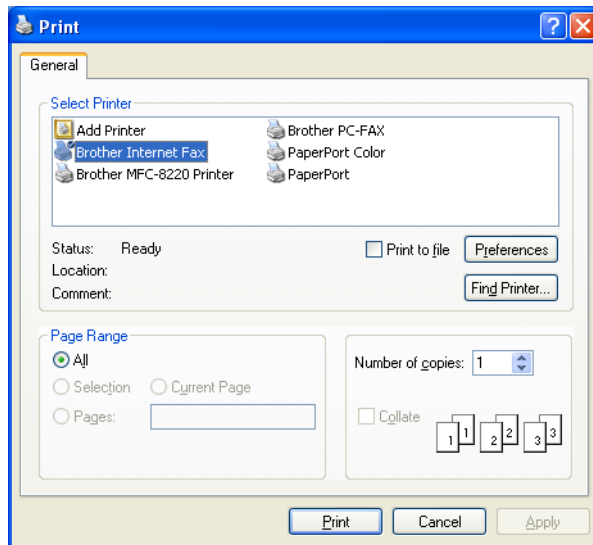 Print
General
Select Printer
Add Printer
Brother Internet Fax
Brother MFC-8220 Printer
Brother PC-FAX
PaperPort Color
PaperPort
Status: Ready
Location:
Comment:
Print to file
Preferences
Find Printer...
Page Range
All
Selection
Current Page
Pages:
Number of copies: 1
Collate
1 1 2 2 3 3
Print
Cancel
Apply